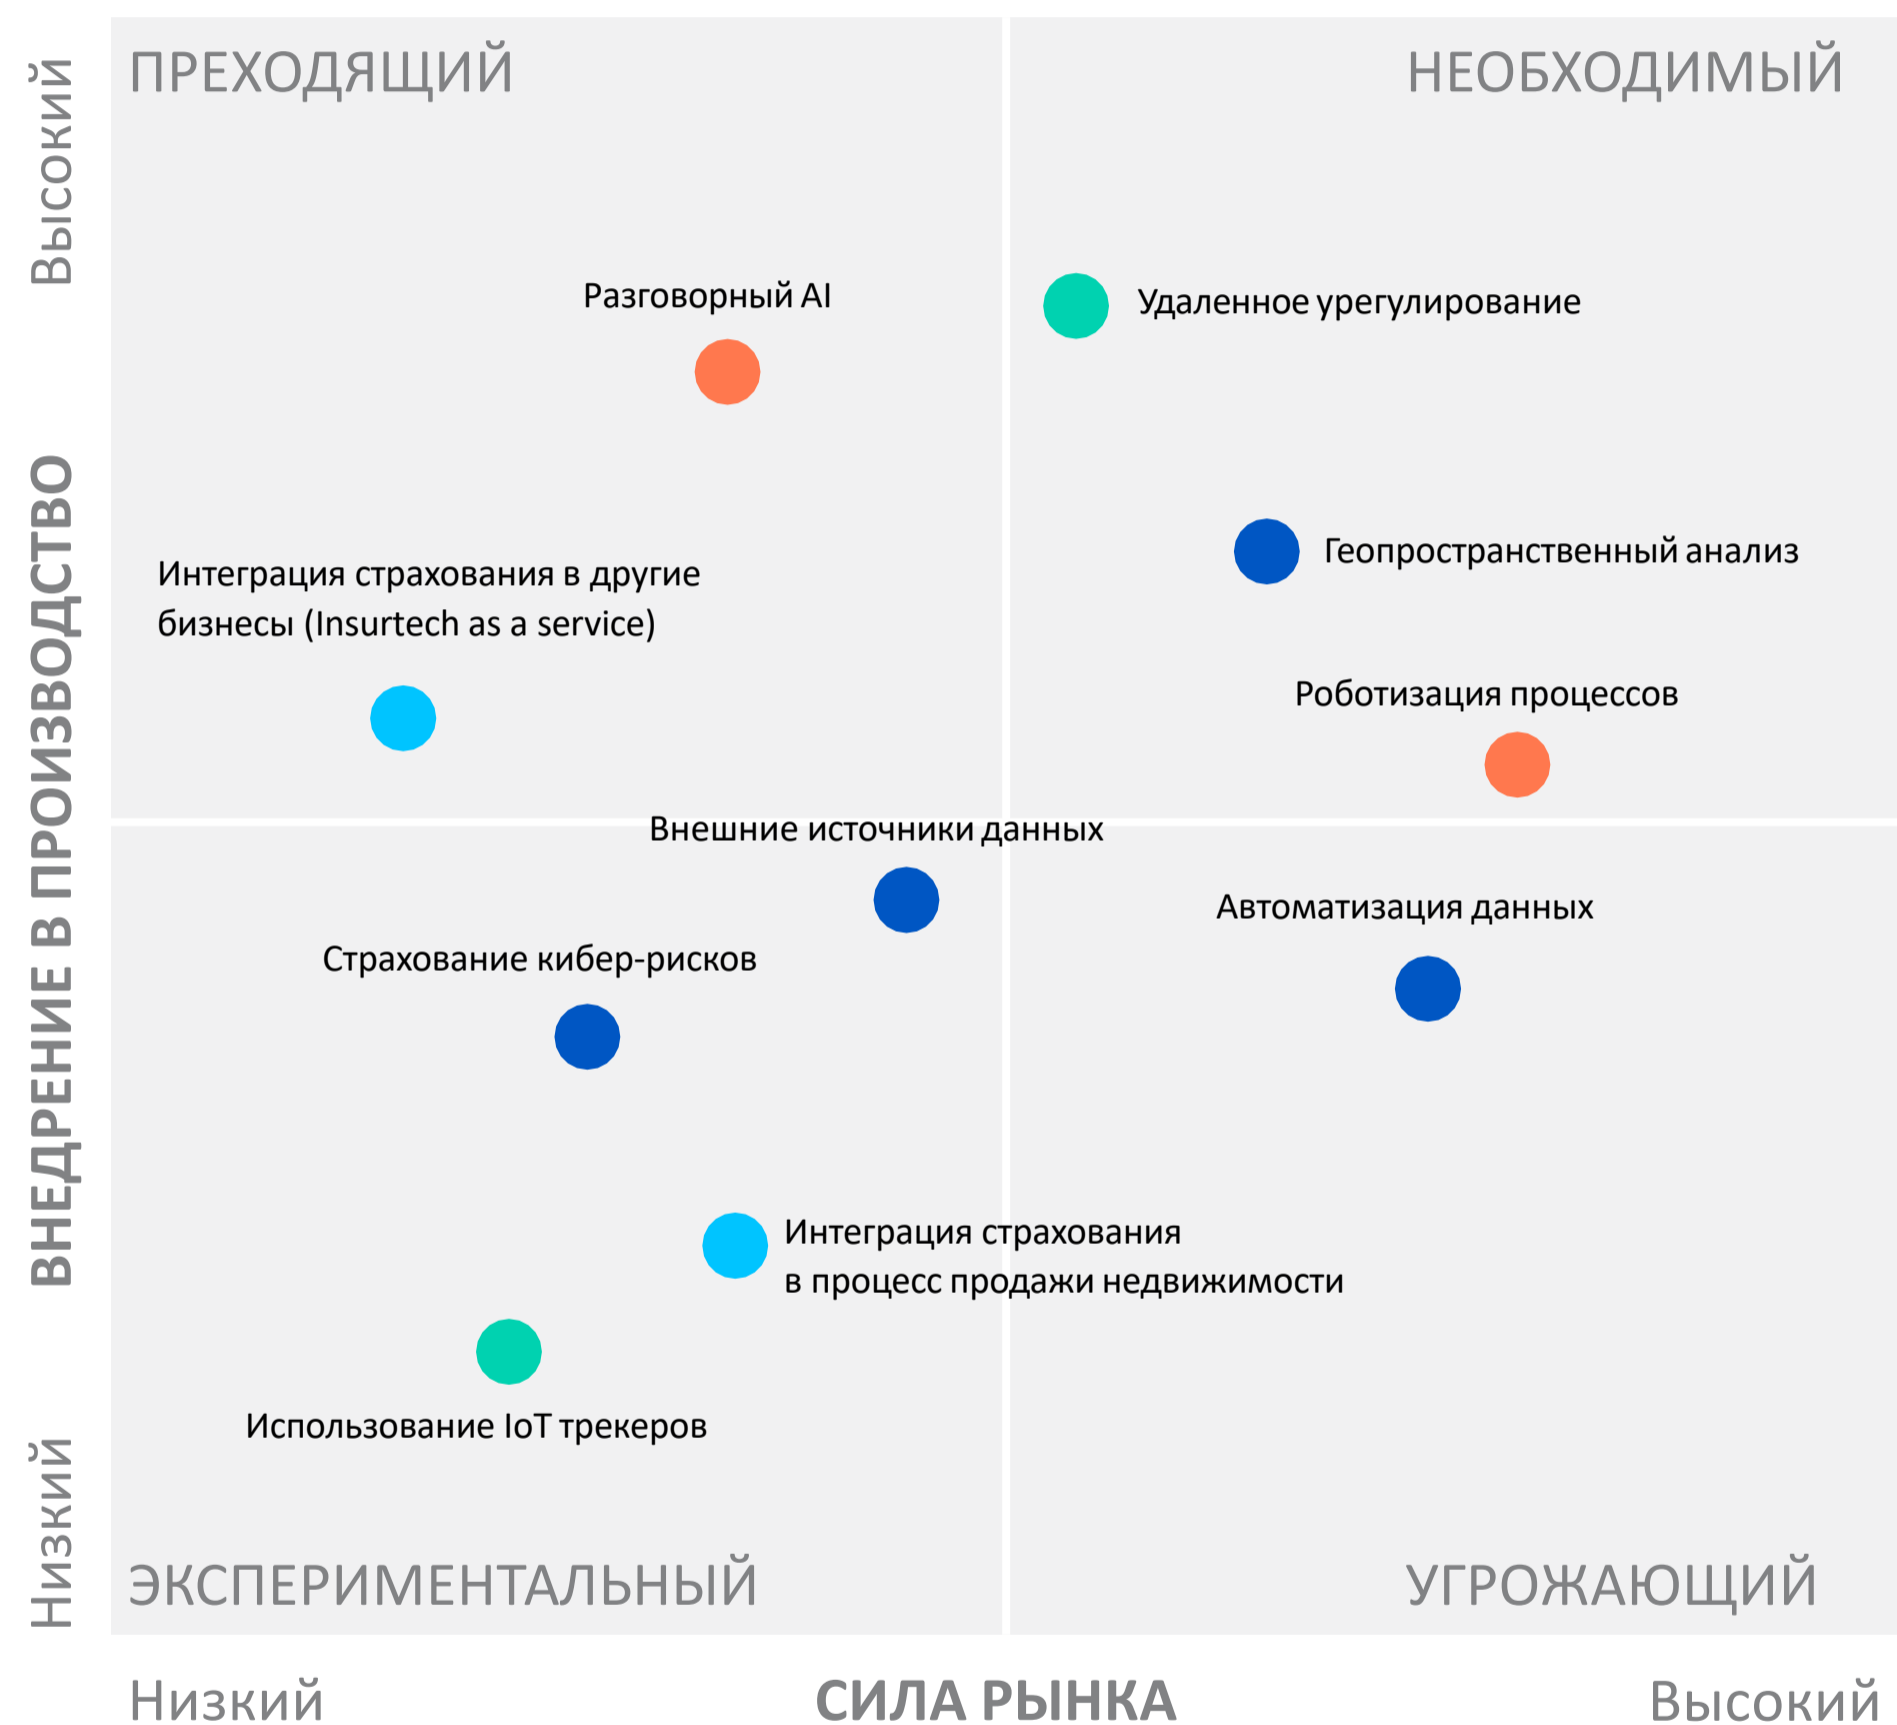 ПРЕХОДЯЩИЙ
НЕОБХОДИМЫЙ
Высокий
ВНЕДРЕНИЕ В ПРОИЗВОДСТВО
Низкий
Разговорный AI
Удаленное урегулирование
Геопространственный анализ
Интеграция страхования в другие
бизнесы (Insurtech as a service)
Роботизация процессов
Внешние источники данных
Автоматизация данных
Страхование кибер-рисков
Интеграция страхования
в процесс продажи недвижимости
Использование IoT трекеров
ЭКСПЕРИМЕНТАЛЬНЫЙ
УГРОЖАЮЩИЙ
Низкий
СИЛА РЫНКА
Высокий